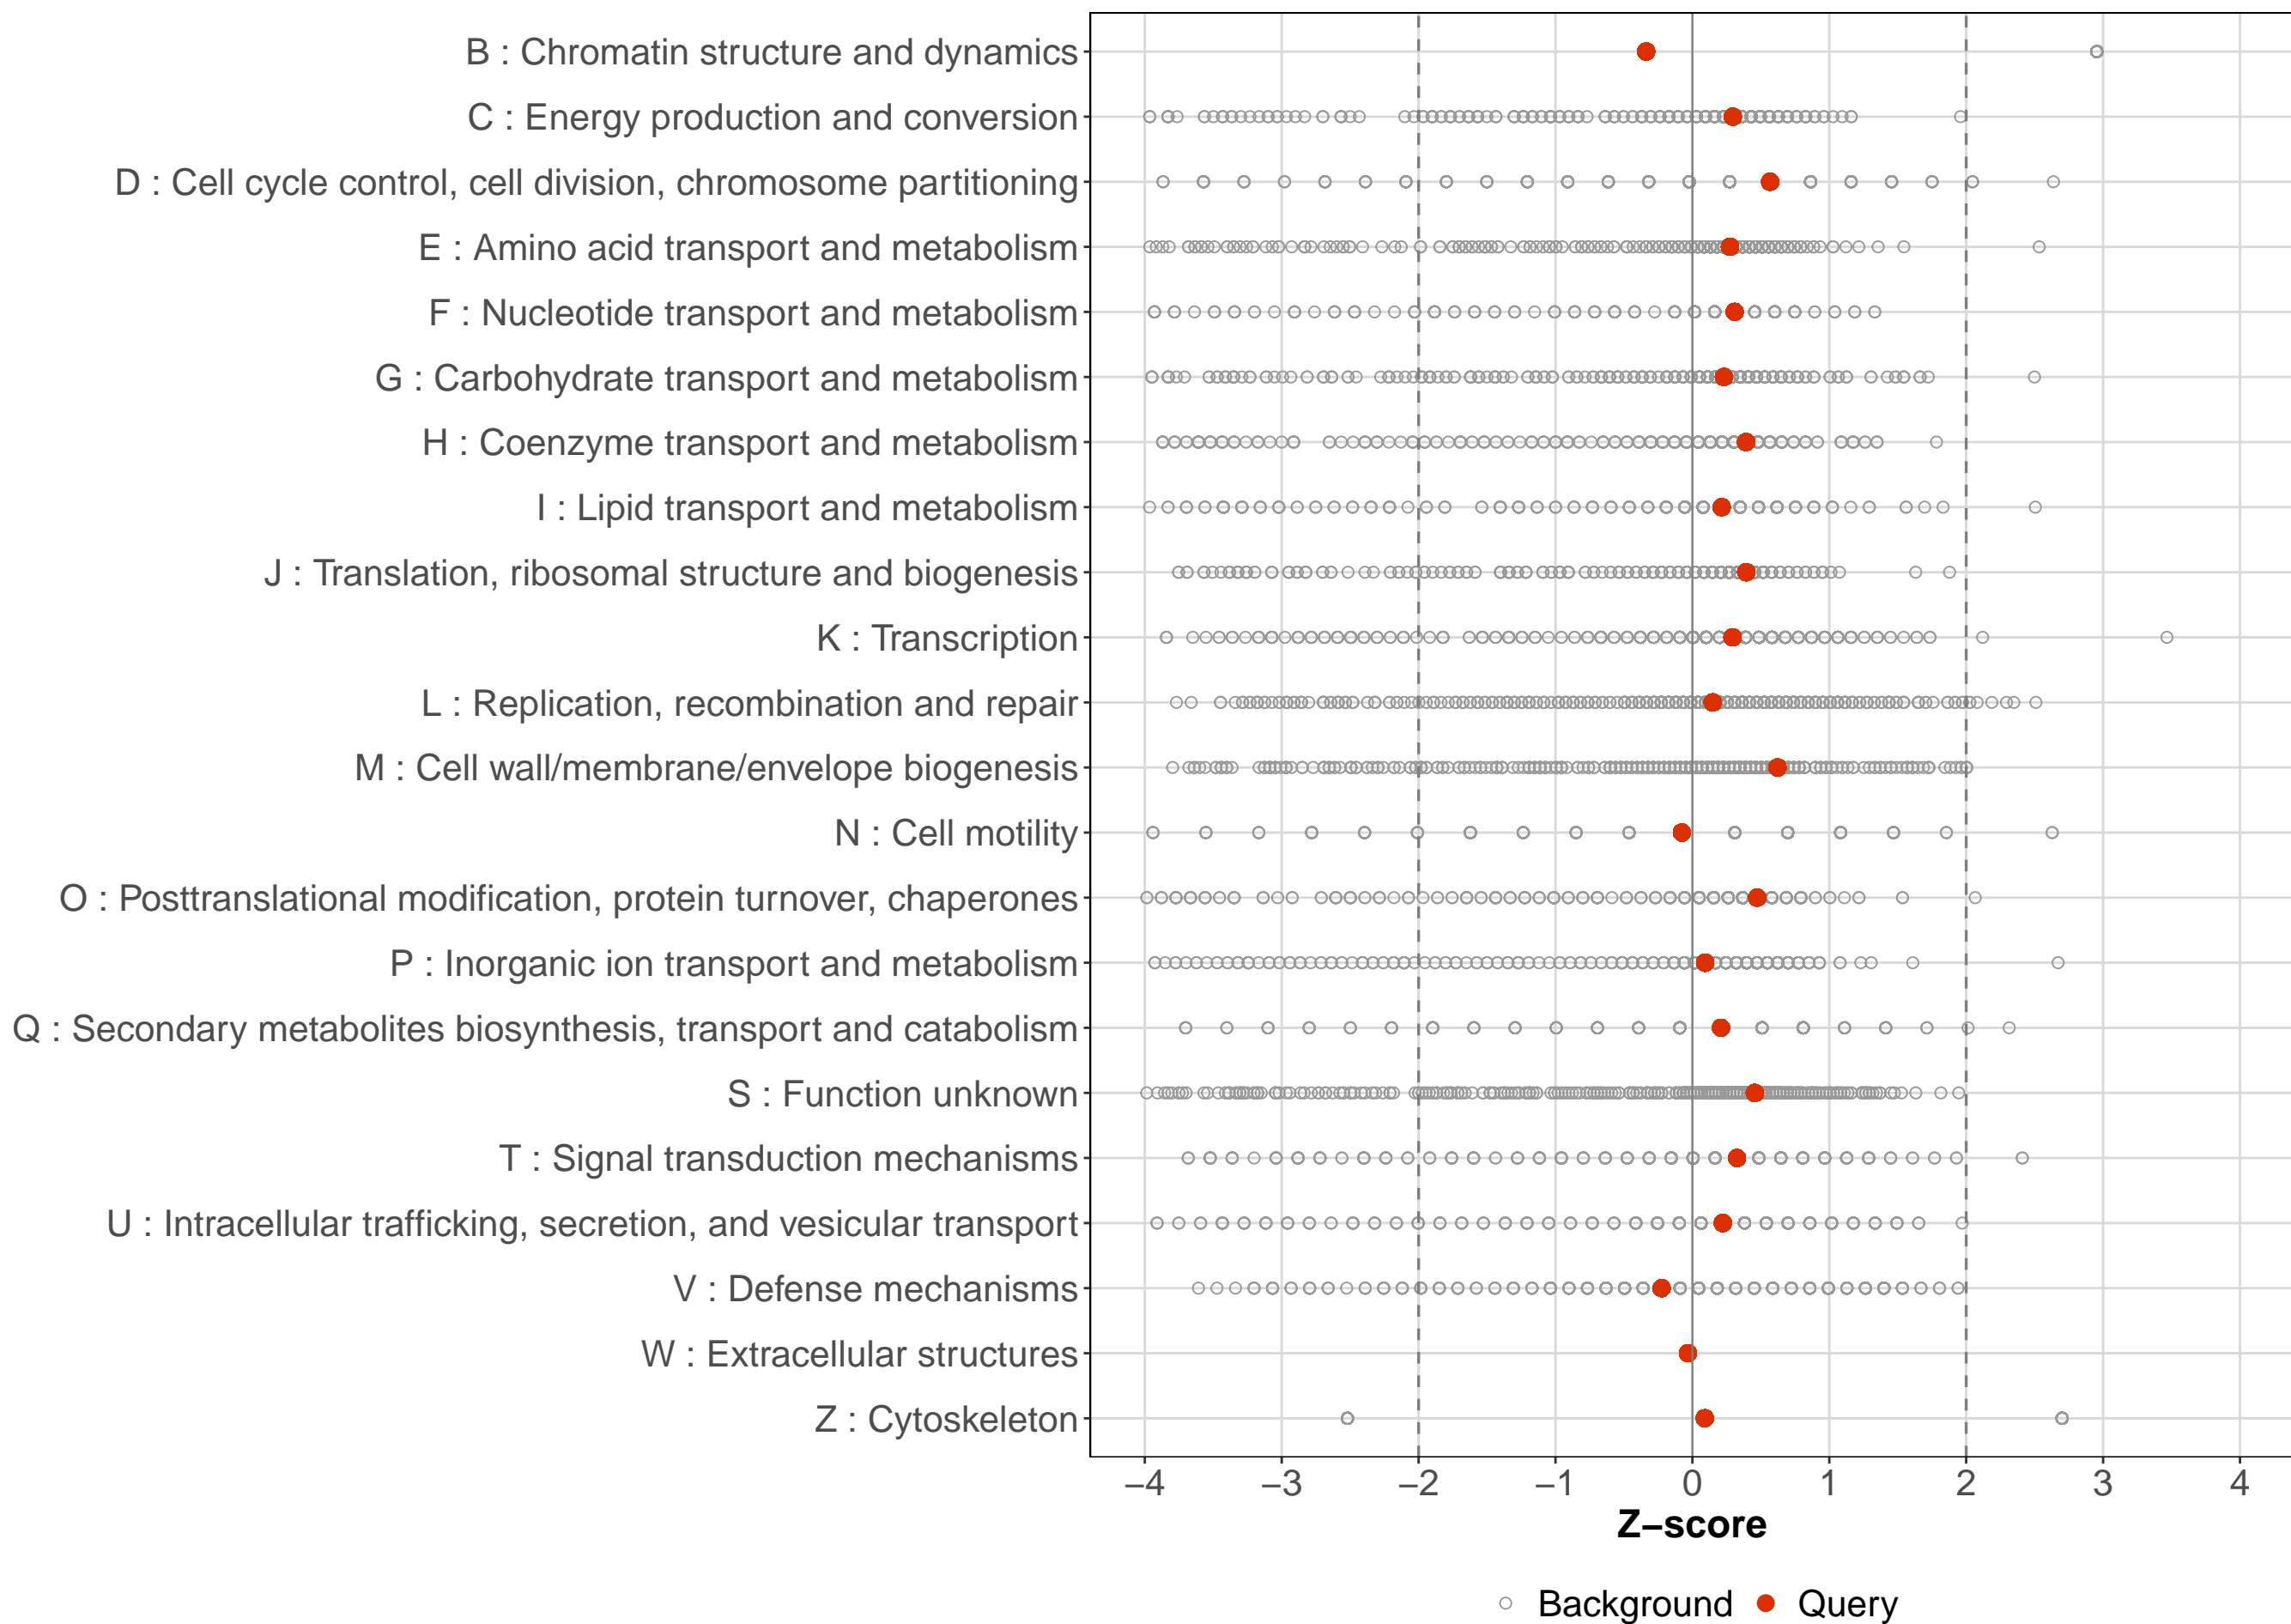 B : Chromatin structure and dynamics
C : Energy production and conversion
D : Cell cycle control, cell division, chromosome partitioning
E : Amino acid transport and metabolism
F : Nucleotide transport and metabolism
G : Carbohydrate transport and metabolism
H : Coenzyme transport and metabolism
I : Lipid transport and metabolism
J : Translation, ribosomal structure and biogenesis
K : Transcription
L : Replication, recombination and repair
M : Cell wall/membrane/envelope biogenesis
N : Cell motility
O : Posttranslational modification, protein turnover, chaperones
P : Inorganic ion transport and metabolism
Q : Secondary metabolites biosynthesis, transport and catabolism
S : Function unknown
T : Signal transduction mechanisms
U : Intracellular trafficking, secretion, and vesicular transport
V : Defense mechanisms
W : Extracellular structures
Z : Cytoskeleton
−4 −3 −2 −1 0 1 2 3 4
Z−score
Background Query